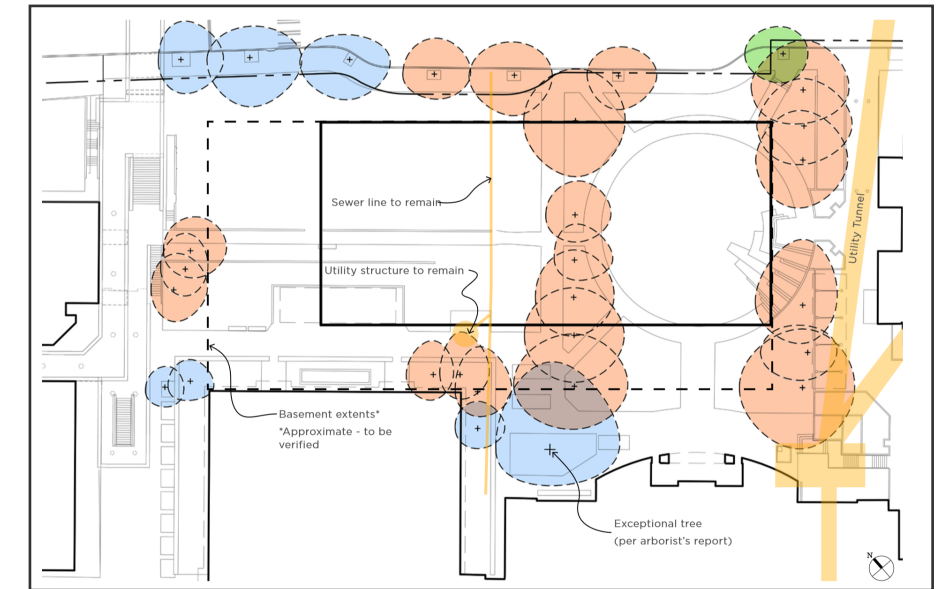 Sewer line to remain
Utility Tunnel
Utility structure to remain
Basement extents*
*Approximate - to be
verified
Exceptional tree
(per arborist's report)
N